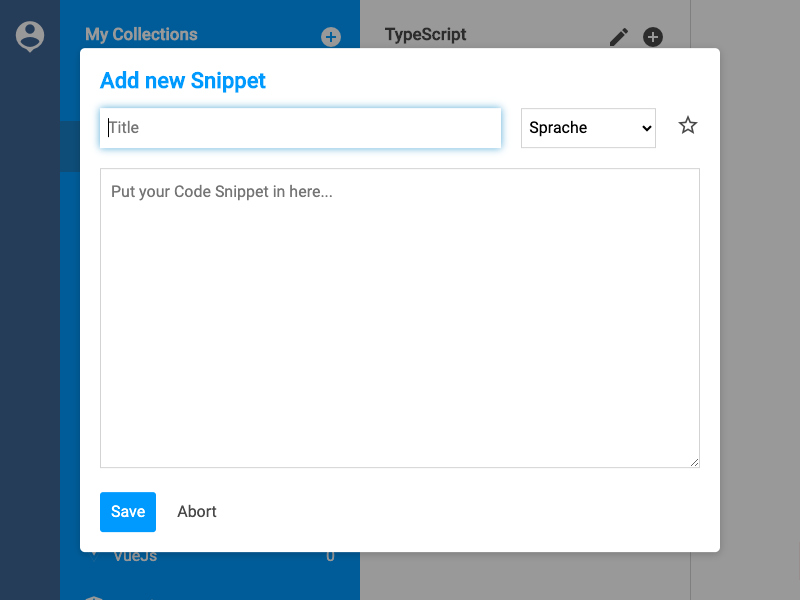 My Collections
TypeScript
Add new Snippet
Title
Sprache
Put your Code Snippet in here...
Save
Abort
VueJs 0